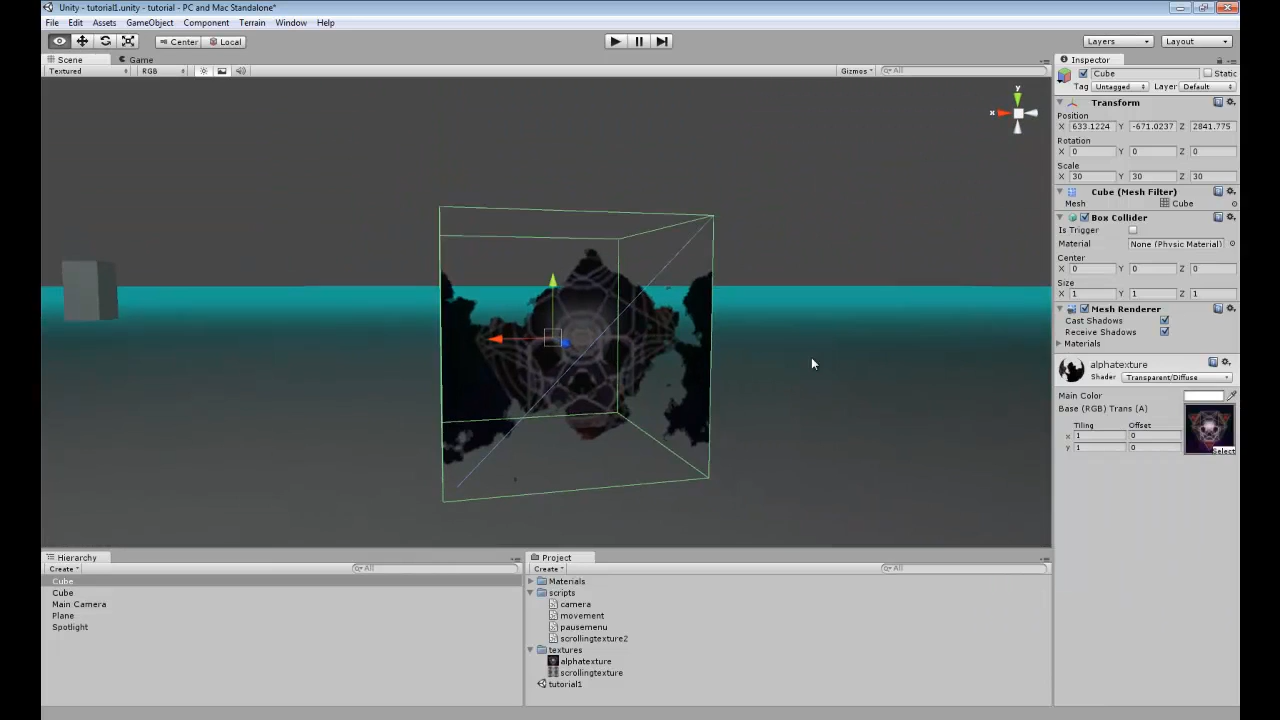 Unity - tutorial1.unity - tutorial - PC and Mac Standalone*
File Edit Assets GameObject Component Terrain Window Help
Center Local Layers Layout
Scene Game
Textured RGB Gizmos All
y
x
Inspector
Cube Static
Tag Untagged Layer Default
Transform
Position
X 633.1224 Y -671.0237 Z 2841.775
Rotation
X 0 Y 0 Z 0
Scale
X 30 Y 30 Z 30
Cube (Mesh Filter)
Mesh Cube
Box Collider
Is Trigger
Material None (Physic Material)
Center
X 0 Y 0 Z 0
Size
X 1 Y 1 Z 1
Mesh Renderer
Cast Shadows
Receive Shadows
Materials
alphatexture
Shader Transparent/Diffuse
Main Color
Base (RGB) Trans (A)
Tiling Offset
x 1 0
y 1 0
Select
Hierarchy
Create All
Cube
Cube
Main Camera
Plane
Spotlight
Project
Create All
Materials
scripts
camera
movement
pausemenu
scrollingtexture2
textures
alphatexture
scrollingtexture
tutorial1